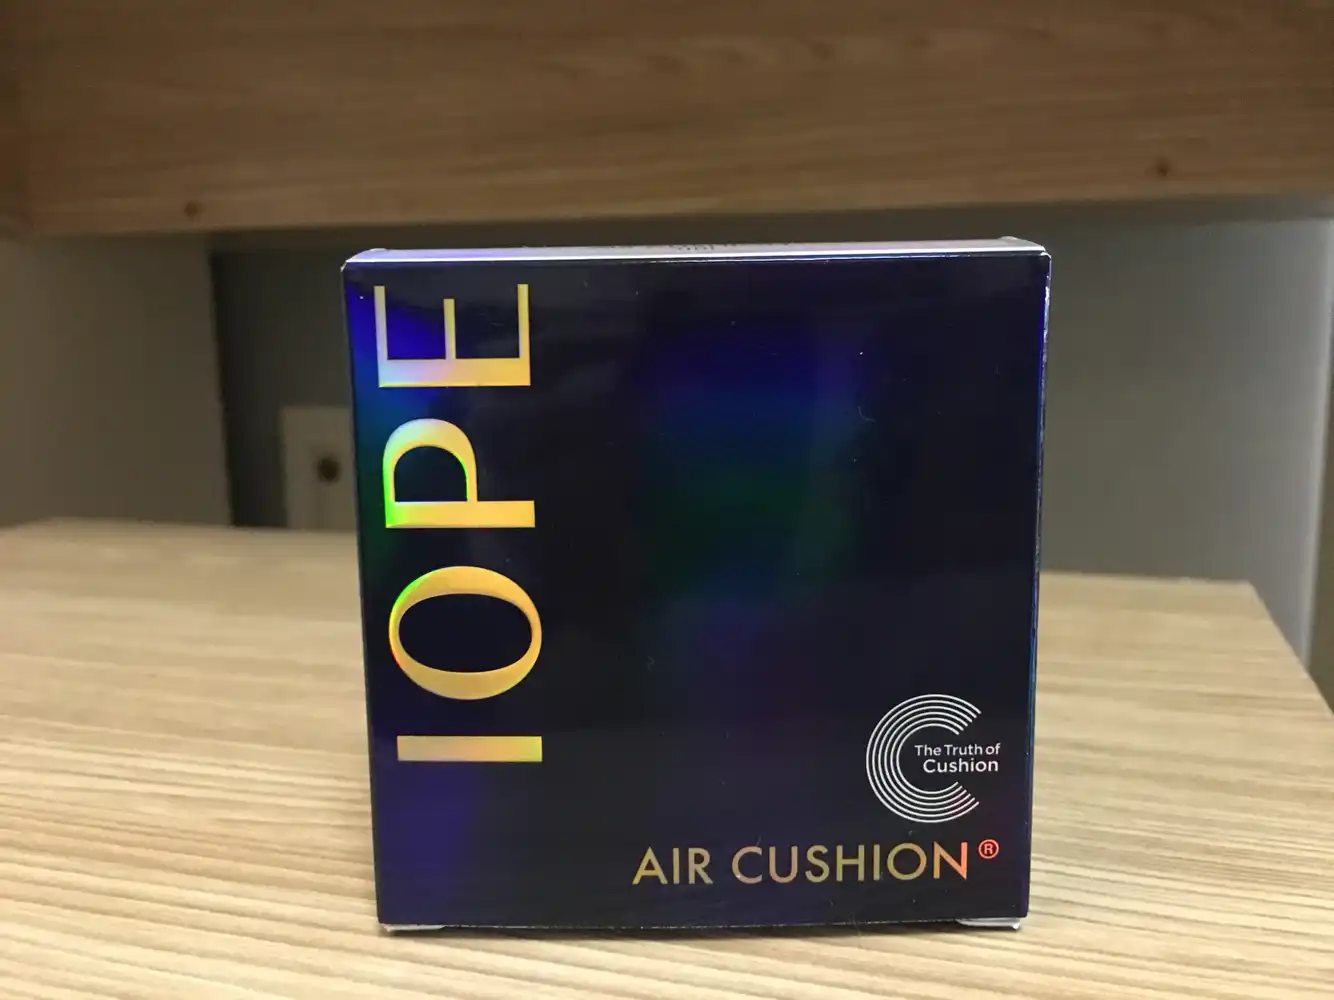 IOPE
The Truth of
Cushion
AIR CUSHION®